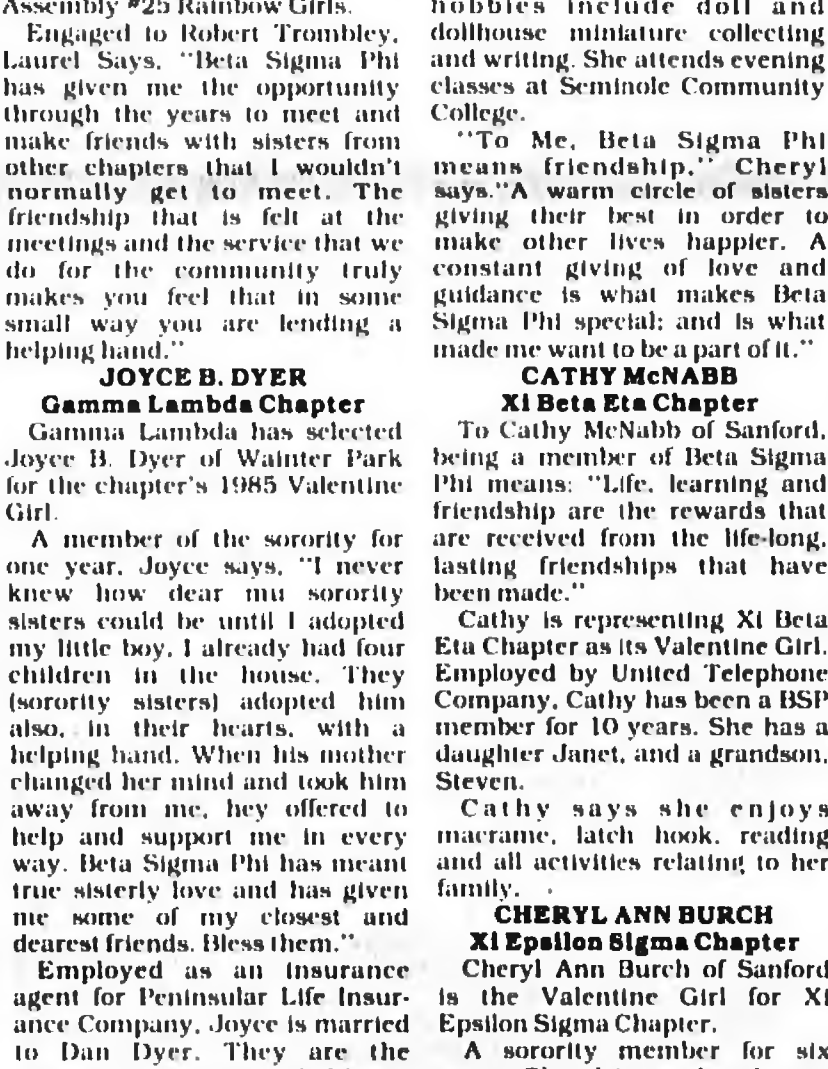 Assembly #25 Rainbow Girls.
Engaged to Robert Trombley,
Laurel Says, "Beta Sigma Phi
has given me the opportunity
through the years to meet and
make friends with sisters from
other chapters that I wouldn't
normally get to meet. The
friendship that is felt at the
meetings and the service that we
do for the community truly
makes you feel that in some
small way you are lending a
helping hand."
JOYCE B. DYER
Gamma Lambda Chapter
Gamma Lambda has selected
Joyce B. Dyer of Wainter Park
for the chapter's 1985 Valentine
Girl.
A member of the sorority for
one year, Joyce says, "I never
knew how dear mu sorority
sisters could be until I adopted
my little boy, I already had four
children in the house. They
(sorority sisters) adopted him
also, in their hearts, with a
helping hand. When his mother
changed her mind and took him
away from me, hey offered to
help and support me in every
way. Beta Sigma Phi has meant
true sisterly love and has given
me some of my closest and
dearest friends. Bless them."
Employed as an insurance
agent for Peninsular Life Insur-
ance Company, Joyce is married
to Dan Dyer. They are the
hobbies include doll and
dollhouse miniature collecting
and writing. She attends evening
classes at Seminole Community
College.
"To Me, Beta Sigma Phi
means friendship," Cheryl
says."A warm circle of sisters
giving their best in order to
make other lives happier. A
constant giving of love and
guidance is what makes Beta
Sigma Phi special; and is what
made me want to be a part of it."
CATHY McNABB
Xi Beta Eta Chapter
To Cathy McNabb of Sanford,
being a member of Beta Sigma
Phi means: "Life, learning and
friendship are the rewards that
are received from the life-long,
lasting friendships that have
been made."
Cathy is representing Xi Beta
Eta Chapter as its Valentine Girl.
Employed by United Telephone
Company, Cathy has been a BSP
member for 10 years. She has a
daughter Janet, and a grandson,
Steven.
Cathy says she enjoys
macrame, latch hook, reading
and all activities relating to her
family.
CHERYL ANN BURCH
Xi Epsilon Sigma Chapter
Cheryl Ann Burch of Sanford
is the Valentine Girl for Xi
Epsilon Sigma Chapter.
A sorority member for six